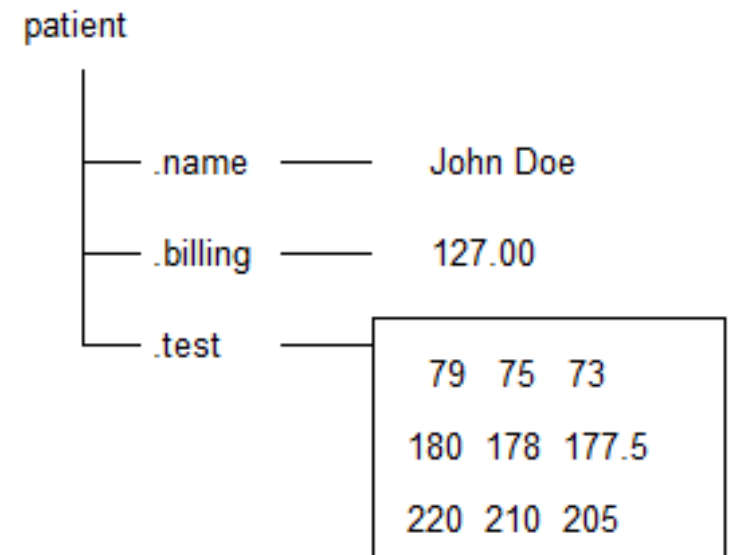 patient
.name John Doe
.billing 127.00
.test
79 75 73
180 178 177.5
220 210 205